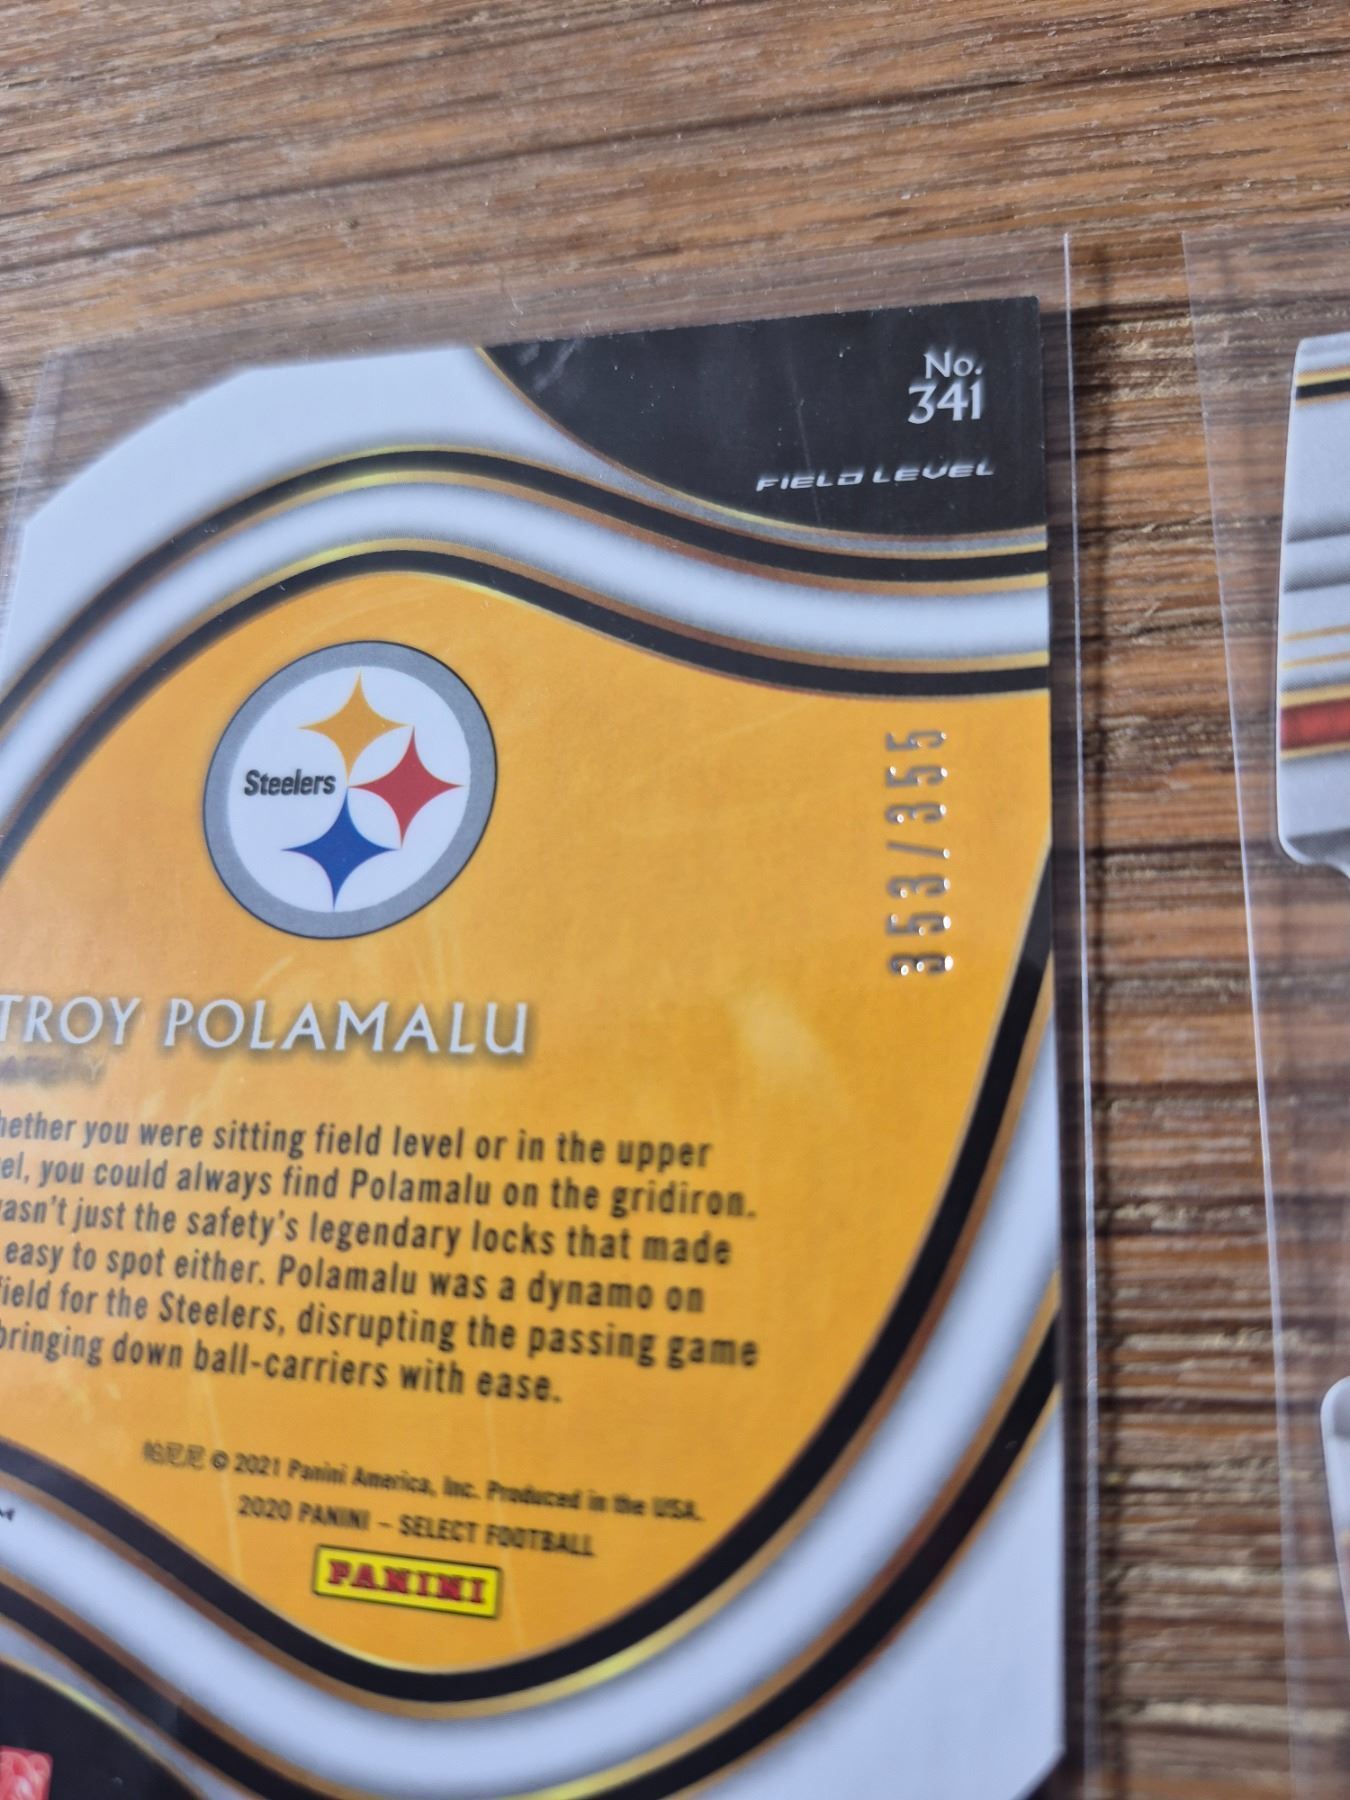 No.
341
FIELD LEVEL
353/355
Steelers
TROY POLAMALU
hether you were sitting field level or in the upper
el, you could always find Polamalu on the gridiron.
asn't just the safety's legendary locks that made
easy to spot either. Polamalu was a dynamo on
field for the Steelers, disrupting the passing game
bringing down ball-carriers with ease.
帕尼尼 © 2021 Panini America, Inc. Produced in the USA.
2020 PANINI – SELECT FOOTBALL
PANINI